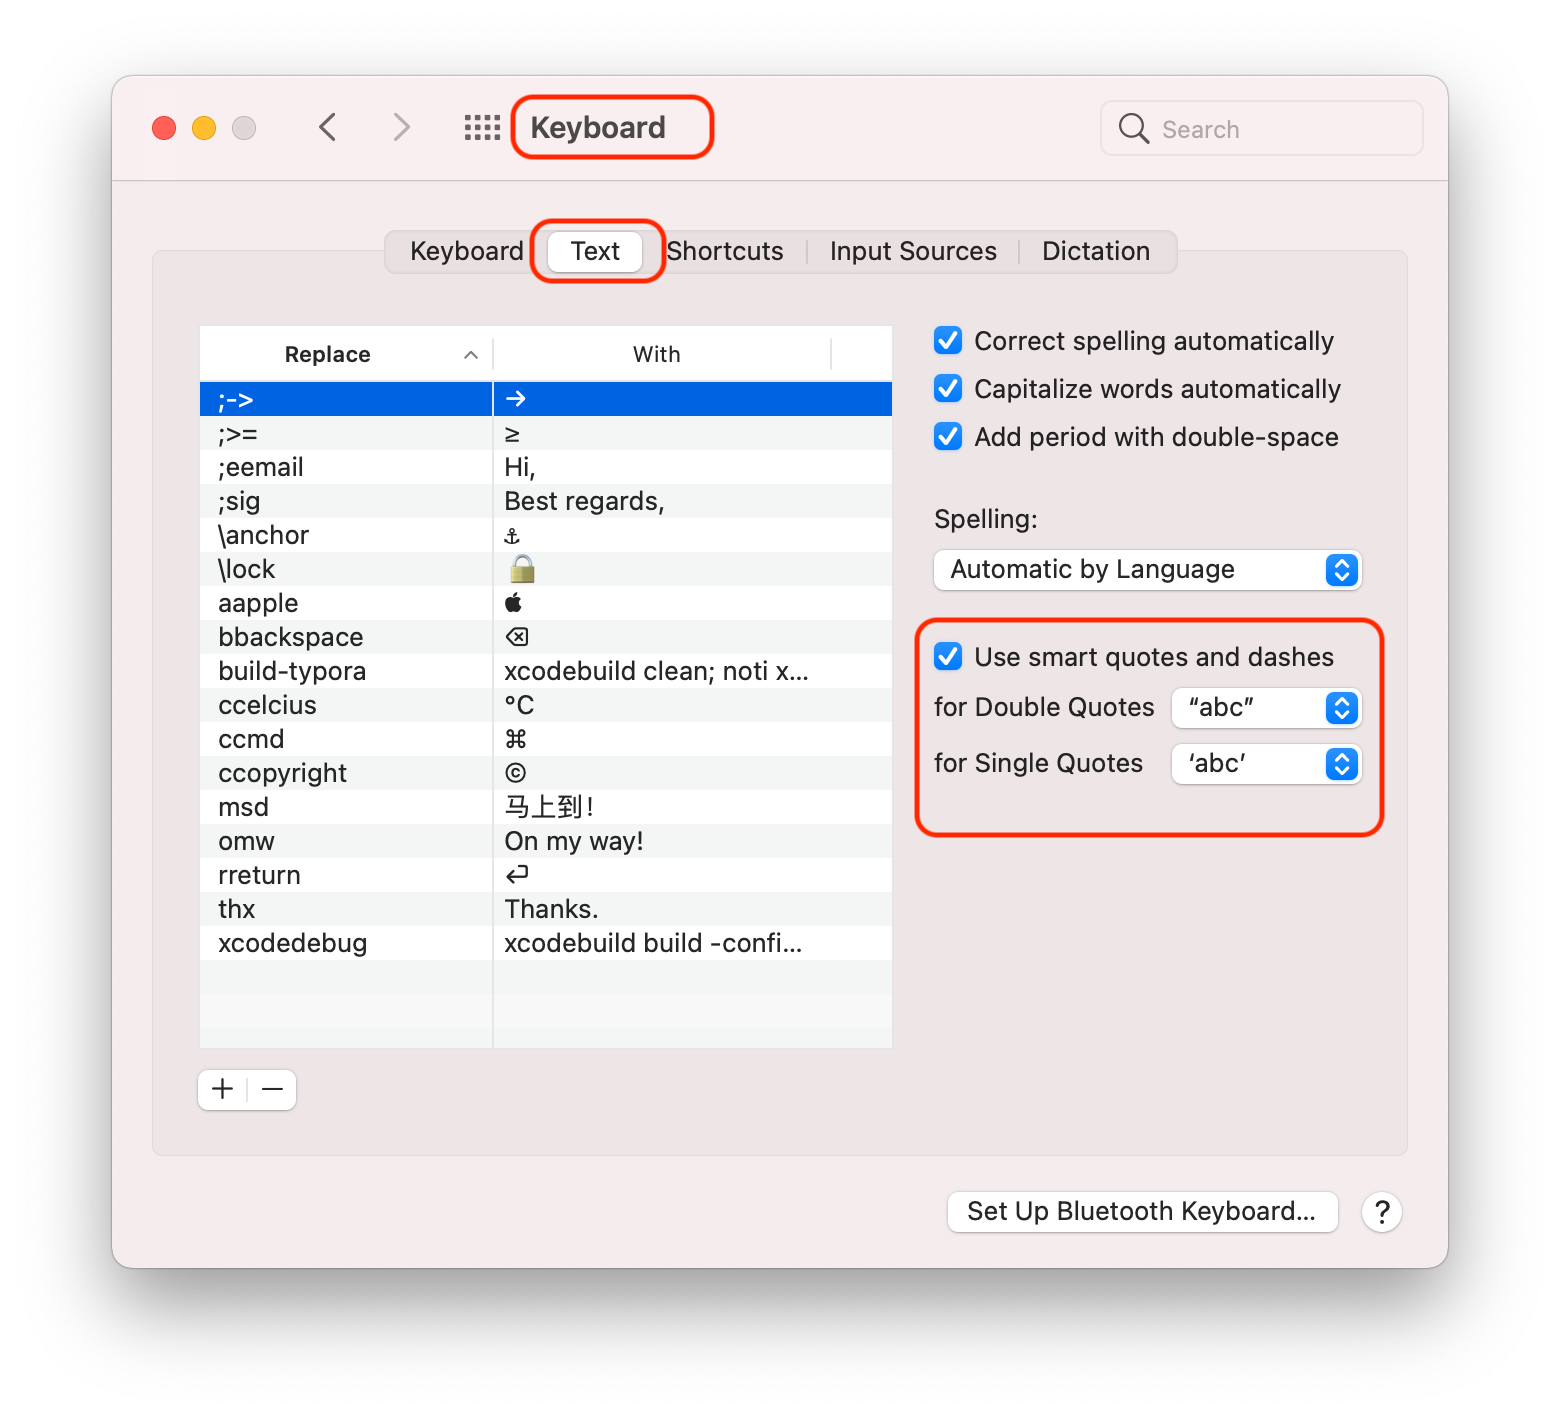 Keyboard
Search
Keyboard Text Shortcuts Input Sources Dictation
Replace With
;-> →
;>= ≥
;eemail Hi,
;sig Best regards,
\anchor ⚓︎
\lock 🔒
aapple 
bbackspace ⌫
build-typora xcodebuild clean; noti x...
ccelcius °C
ccmd ⌘
ccopyright ©
msd 马上到！
omw On my way!
rreturn ↩
thx Thanks.
xcodedebug xcodebuild build -confi...
Correct spelling automatically
Capitalize words automatically
Add period with double-space
Spelling:
Automatic by Language
Use smart quotes and dashes
for Double Quotes “abc”
for Single Quotes ‘abc’
Set Up Bluetooth Keyboard... ?